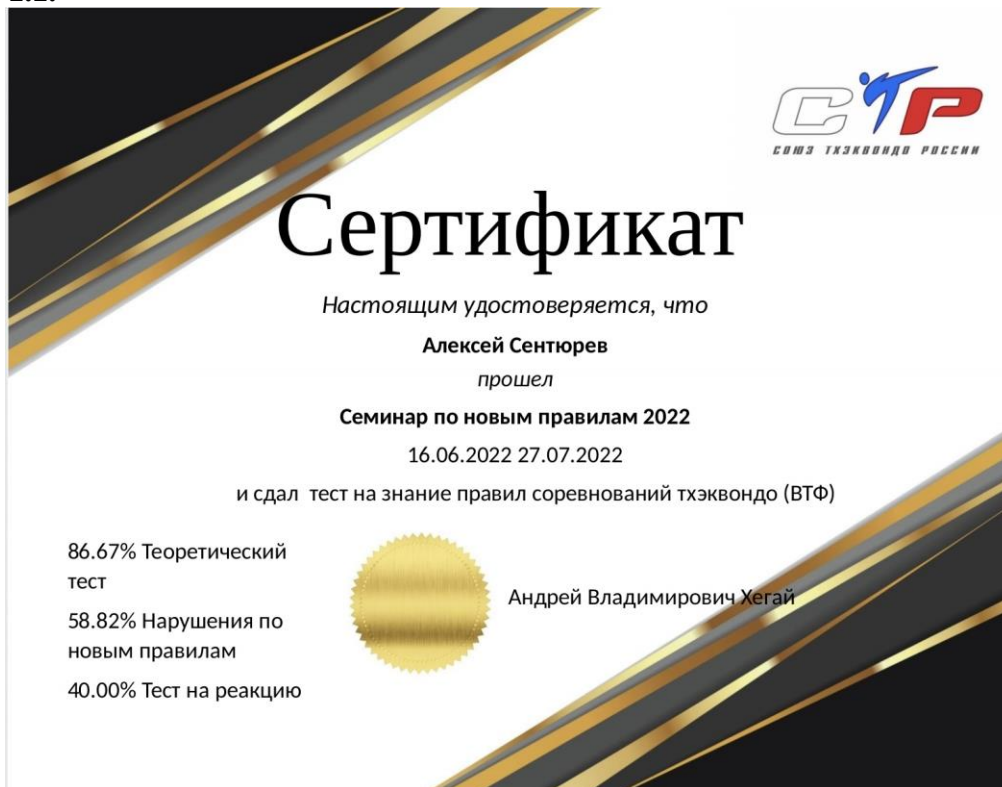 СТР
СОЮЗ ТХЭКВОНДО РОССИИ
Сертификат
Настоящим удостоверяется, что
Алексей Сентюрев
прошел
Семинар по новым правилам 2022
16.06.2022 27.07.2022
и сдал тест на знание правил соревнований тхэквондо (ВТФ)
86.67% Теоретический
тест
58.82% Нарушения по
новым правилам
40.00% Тест на реакцию
Андрей Владимирович Хегай